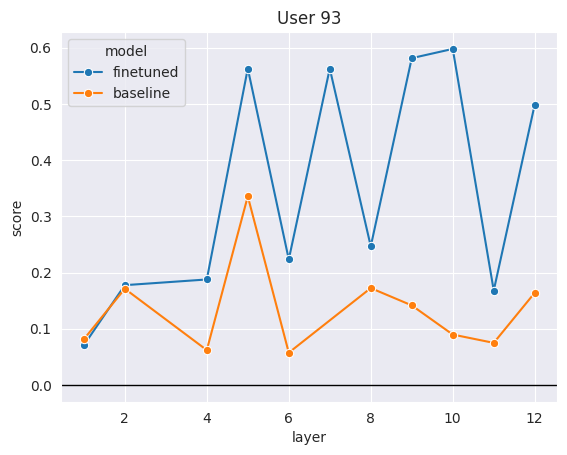 User 93
model
finetuned
baseline
score
0.6
0.5
0.4
0.3
0.2
0.1
0.0
2 4 6 8 10 12
layer